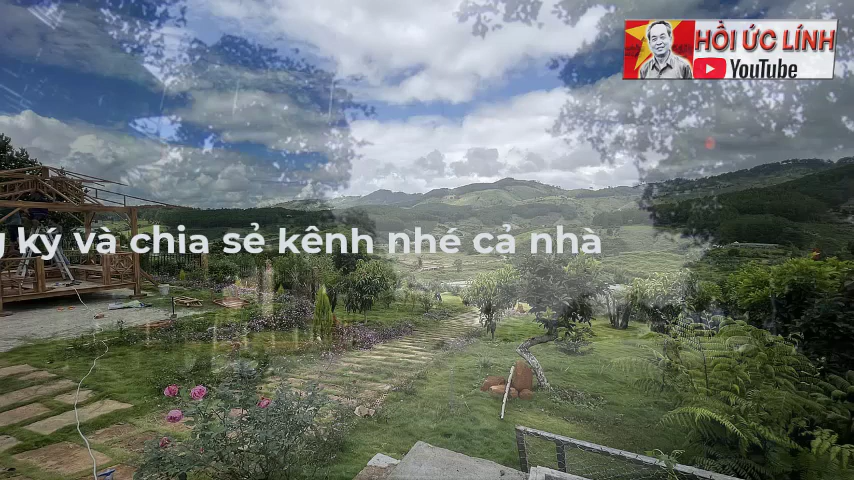 HỒI ỨC LÍNH
YouTube
ký và chia sẻ kênh nhé cả nhà